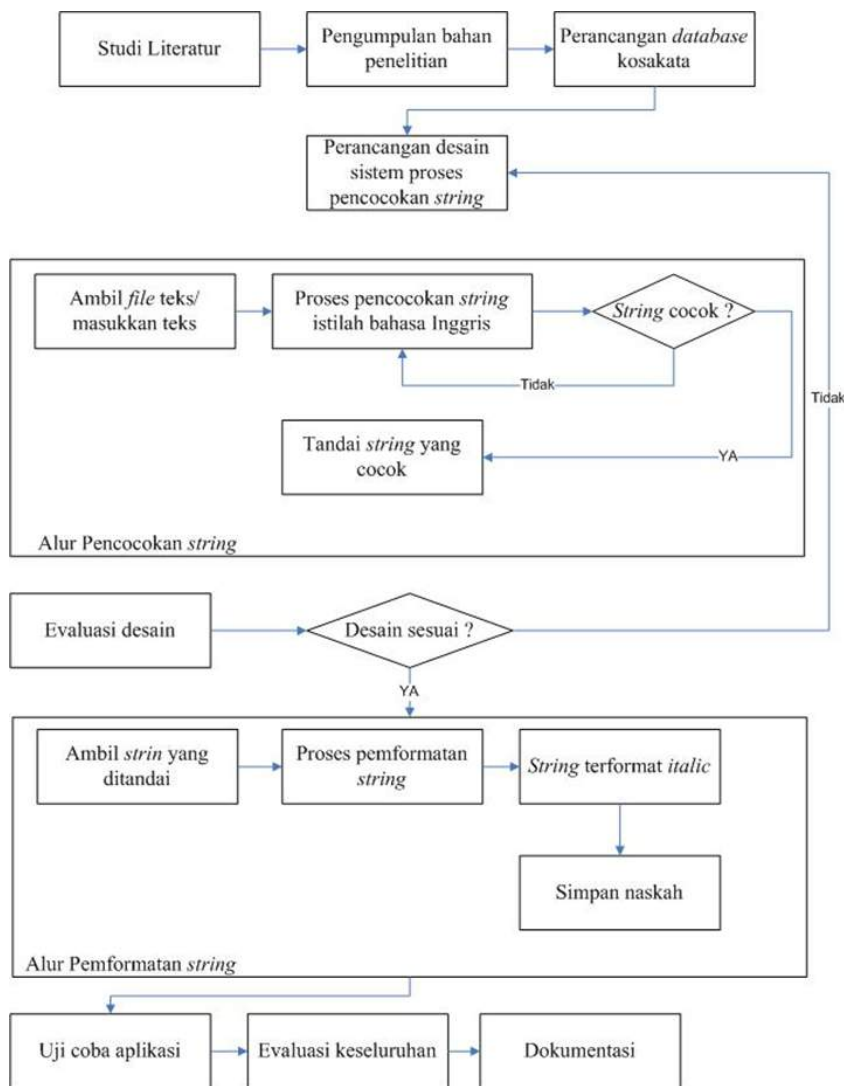 Studi Literatur
Pengumpulan bahan
penelitian
Perancangan database
kosakata
Perancangan desain
sistem proses
pencocokan string
Ambil file teks/
masukkan teks
Proses pencocokan string
istilah bahasa Inggris
String cocok ?
Tidak
Tidak
Tandai string yang
cocok
YA
Alur Pencocokan string
Evaluasi desain
Desain sesuai ?
YA
Ambil strin yang
ditandai
Proses pemformatan
string
String terformat italic
Simpan naskah
Alur Pemformatan string
Uji coba aplikasi
Evaluasi keseluruhan
Dokumentasi